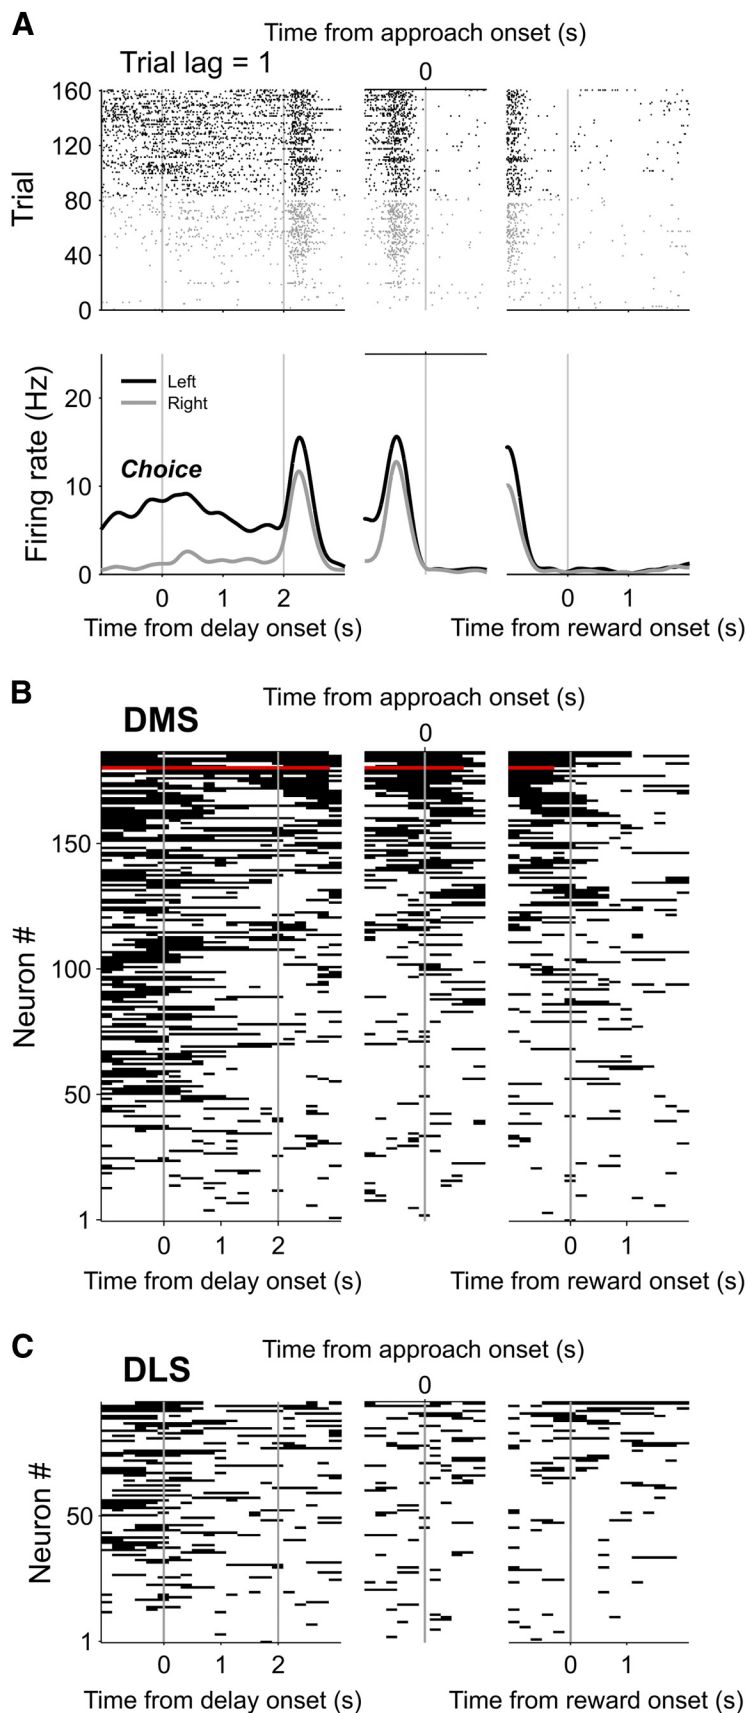 A
Time from approach onset (s)
Trial lag = 1
0
160
120
80
40
0
Trial
Left
Right
Choice
20
10
0
Firing rate (Hz)
0 1 2
0 1
Time from delay onset (s)
Time from reward onset (s)
B
Time from approach onset (s)
DMS
0
150
100
50
1
Neuron #
0 1 2
0 1
Time from delay onset (s)
Time from reward onset (s)
C
Time from approach onset (s)
DLS
0
50
1
Neuron #
0 1 2
0 1
Time from delay onset (s)
Time from reward onset (s)